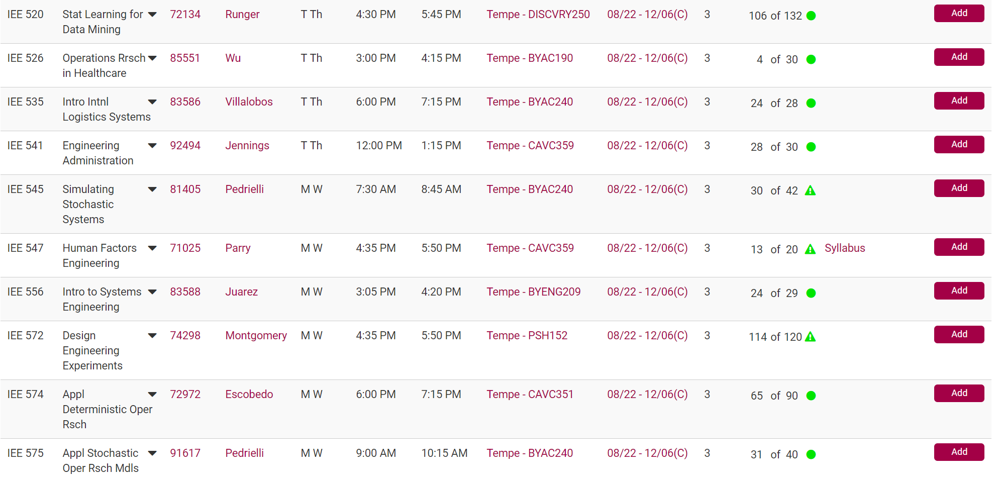 IEE 520 Stat Learning for 72134 Runger T Th 4:30 PM 5:45 PM Tempe - DISCVRY250 08/22 - 12/06(C) 3 106 of 132 Add
Data Mining
IEE 526 Operations Rrsch 85551 Wu T Th 3:00 PM 4:15 PM Tempe - BYAC190 08/22 - 12/06(C) 3 4 of 30 Add
in Healthcare
IEE 535 Intro Intnl 83586 Villalobos T Th 6:00 PM 7:15 PM Tempe - BYAC240 08/22 - 12/06(C) 3 24 of 28 Add
Logistics Systems
IEE 541 Engineering 92494 Jennings T Th 12:00 PM 1:15 PM Tempe - CAVC359 08/22 - 12/06(C) 3 28 of 30 Add
Administration
IEE 545 Simulating 81405 Pedrielli M W 7:30 AM 8:45 AM Tempe - BYAC240 08/22 - 12/06(C) 3 30 of 42 Add
Stochastic
Systems
IEE 547 Human Factors 71025 Parry M W 4:35 PM 5:50 PM Tempe - CAVC359 08/22 - 12/06(C) 3 13 of 20 Syllabus Add
Engineering
IEE 556 Intro to Systems 83588 Juarez M W 3:05 PM 4:20 PM Tempe - BYENG209 08/22 - 12/06(C) 3 24 of 29 Add
Engineering
IEE 572 Design 74298 Montgomery M W 4:35 PM 5:50 PM Tempe - PSH152 08/22 - 12/06(C) 3 114 of 120 Add
Engineering
Experiments
IEE 574 Appl 72972 Escobedo M W 6:00 PM 7:15 PM Tempe - CAVC351 08/22 - 12/06(C) 3 65 of 90 Add
Deterministic Oper
Rsch
IEE 575 Appl Stochastic 91617 Pedrielli M W 9:00 AM 10:15 AM Tempe - BYAC240 08/22 - 12/06(C) 3 31 of 40 Add
Oper Rsch Mdls